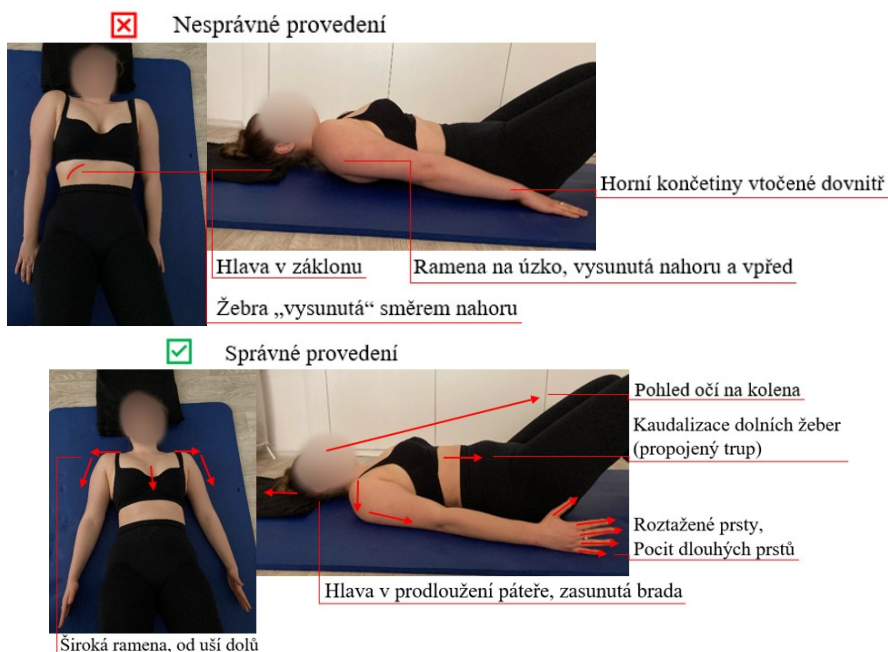 Nesprávné provedení
Horní končetiny vtočené dovnitř
Hlava v záklonu
Ramena na úzko, vysunutá nahoru a vpřed
Žebra „vysunutá“ směrem nahoru
Správné provedení
Pohled očí na kolena
Kaudalizace dolních žeber
(propojený trup)
Roztažené prsty,
Pocit dlouhých prstů
Hlava v prodloužení páteře, zasunutá brada
Široká ramena, od uší dolů